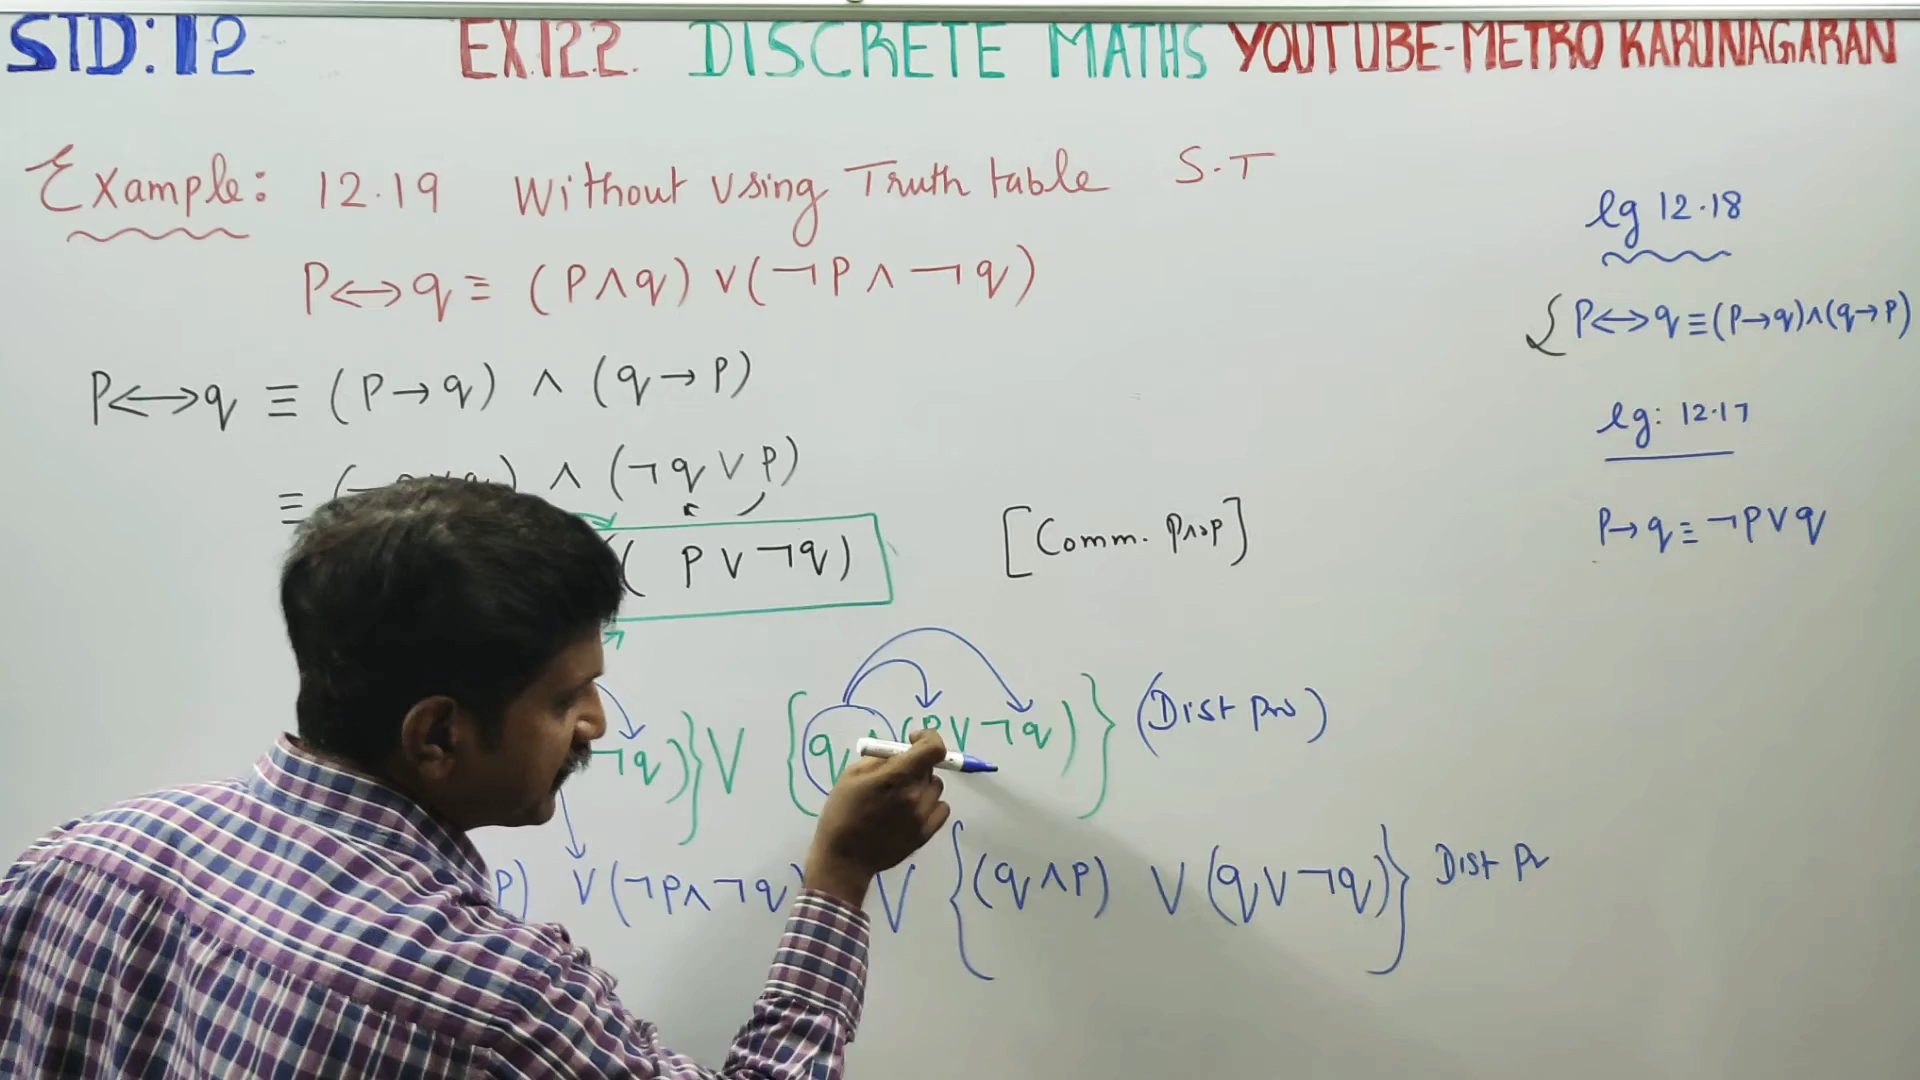 STD: 12 EX.12.2. DISCRETE MATHS YOUTUBE-METRO KARUNAGARAN
Example: 12.19 Without Using Truth table S.T
P↔q ≡ (P∧q) ∨(¬P∧¬q)
P↔q ≡ (P→q) ∧ (q→P)
≡ ( ) ∧ (¬q∨P)
( P∨¬q) [Comm. Prop]
¬q)}∨ {q (P∨¬q)} (Dist pro)
P) ∨(¬P∧¬q) ∨ {(q∧P) ∨ (q∨¬q)} Dist Pr
eg 12.18
P↔q≡(P→q)∧(q→P)
eg: 12.17
P→q≡¬P∨q